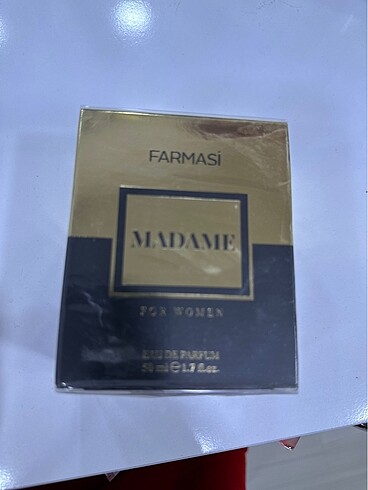 FARMASİ
MADAME
FOR WOMEN
EAU DE PARFUM
50 ml ℮ 1.7 fl.oz.